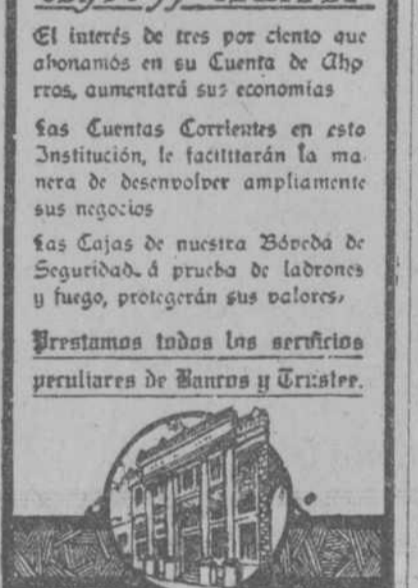 El interés de tres por ciento que
abonamos en su Cuenta de Aho
rros, aumentará sus economías
Las Cuentas Corrientes en esta
Institución, le facilitarán la ma-
nera de desenvolver ampliamente
sus negocios
Las Cajas de nuestra Bóveda de
Seguridad á prueba de ladrones
y fuego, protegerán sus valores,
Prestamos todos los servicios
peculiares de Bancos y Trustee.